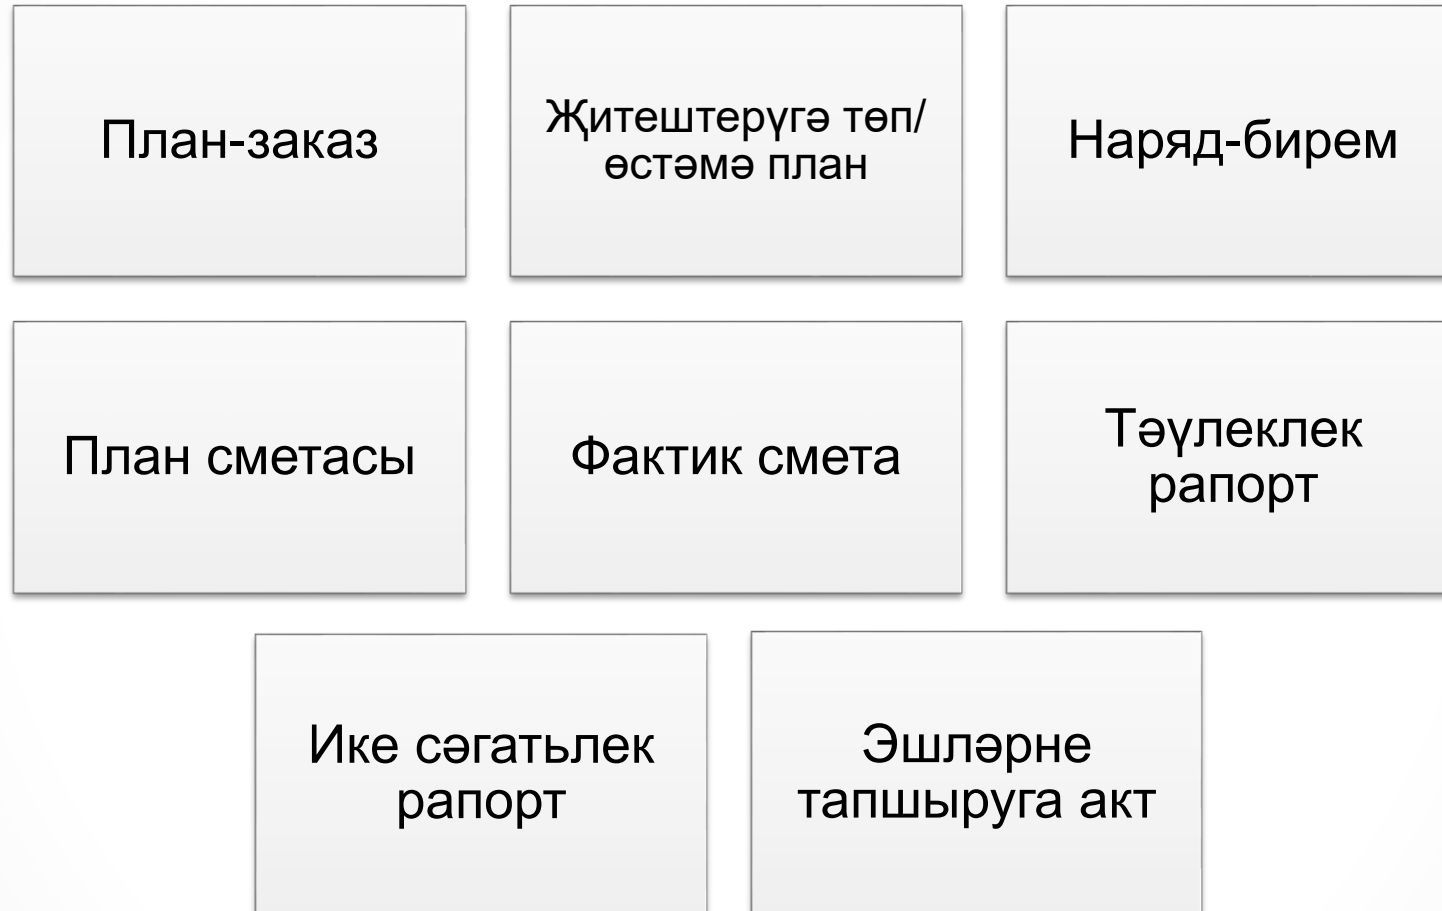 План-заказ
Җитештерүгә төп/
өстәмә план
Наряд-бирем
План сметасы
Фактик смета
Тәүлеклек
рапорт
Ике сәгатьлек
рапорт
Эшләрне
тапшыруга акт